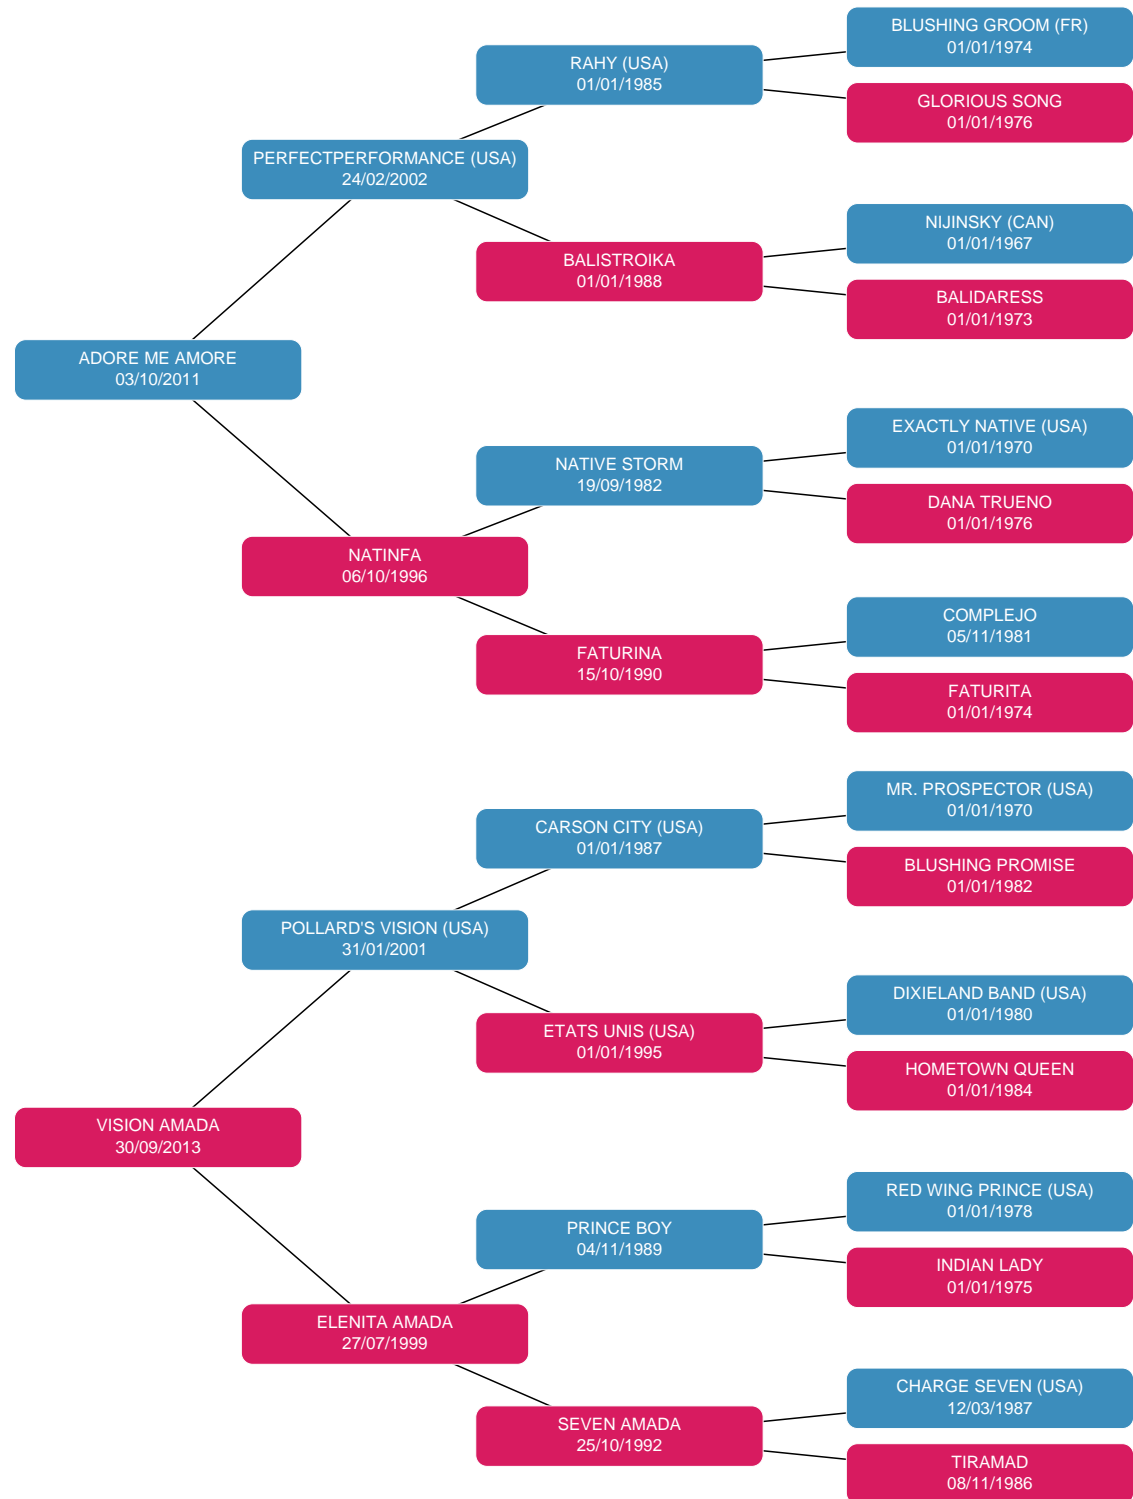 BLUSHING GROOM (FR)
01/01/1974
RAHY (USA)
01/01/1985
GLORIOUS SONG
01/01/1976
PERFECTPERFORMANCE (USA)
24/02/2002
NIJINSKY (CAN)
01/01/1967
BALISTROIKA
01/01/1988
BALIDARESS
01/01/1973
ADORE ME AMORE
03/10/2011
EXACTLY NATIVE (USA)
01/01/1970
NATIVE STORM
19/09/1982
DANA TRUENO
01/01/1976
NATINFA
06/10/1996
COMPLEJO
05/11/1981
FATURINA
15/10/1990
FATURITA
01/01/1974
MR. PROSPECTOR (USA)
01/01/1970
CARSON CITY (USA)
01/01/1987
BLUSHING PROMISE
01/01/1982
POLLARD'S VISION (USA)
31/01/2001
DIXIELAND BAND (USA)
01/01/1980
ETATS UNIS (USA)
01/01/1995
HOMETOWN QUEEN
01/01/1984
VISION AMADA
30/09/2013
RED WING PRINCE (USA)
01/01/1978
PRINCE BOY
04/11/1989
INDIAN LADY
01/01/1975
ELENITA AMADA
27/07/1999
CHARGE SEVEN (USA)
12/03/1987
SEVEN AMADA
25/10/1992
TIRAMAD
08/11/1986